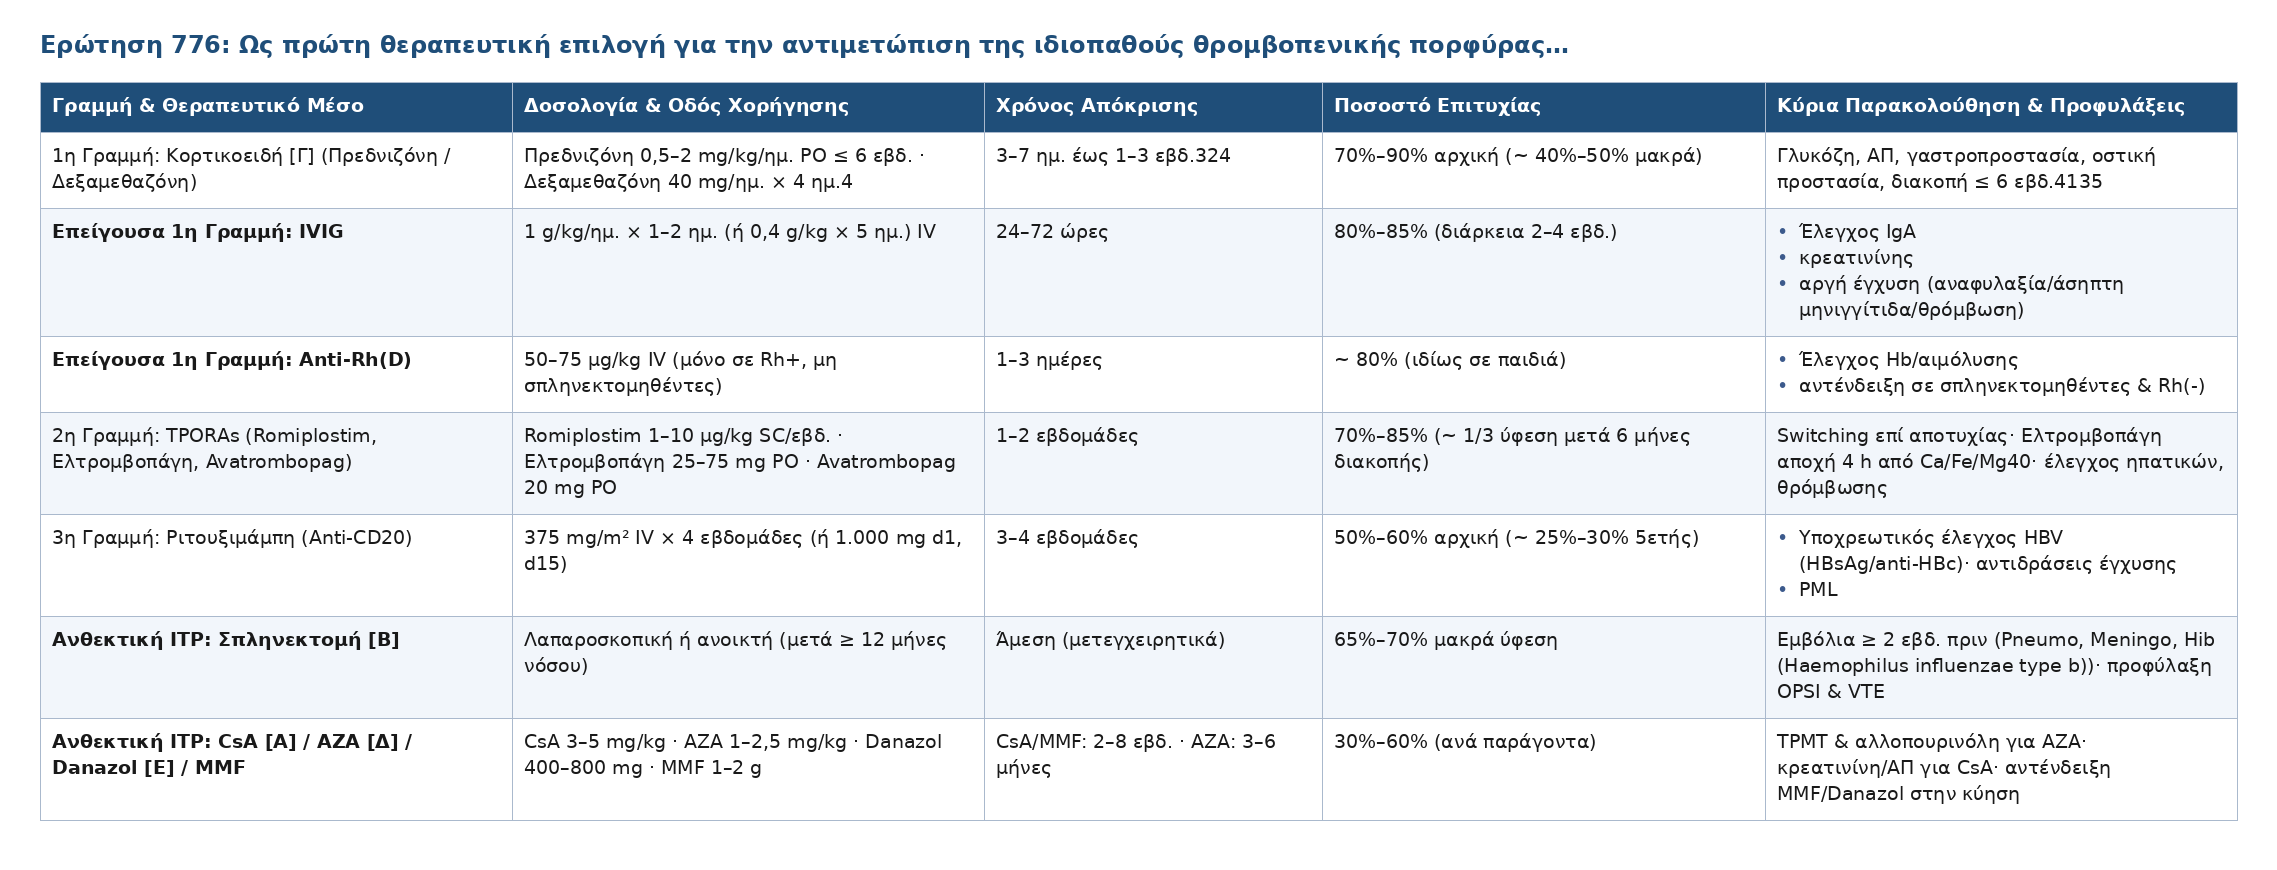 Ερώτηση 776: Ως πρώτη θεραπευτική επιλογή για την αντιμετώπιση της ιδιοπαθούς θρομβοπενικής πορφύρας…
Γραμμή & Θεραπευτικό Μέσο
Δοσολογία & Οδός Χορήγησης
Χρόνος Απόκρισης
Ποσοστό Επιτυχίας
Κύρια Παρακολούθηση & Προφυλάξεις
1η Γραμμή: Κορτικοειδή [Γ] (Πρεδνιζόνη /
Δεξαμεθαζόνη)
Πρεδνιζόνη 0,5–2 mg/kg/ημ. PO ≤ 6 εβδ. ·
Δεξαμεθαζόνη 40 mg/ημ. × 4 ημ.4
3–7 ημ. έως 1–3 εβδ.324
70%–90% αρχική (~ 40%–50% μακρά)
Γλυκόζη, ΑΠ, γαστροπροστασία, οστική
προστασία, διακοπή ≤ 6 εβδ.4135
Επείγουσα 1η Γραμμή: IVIG
1 g/kg/ημ. × 1–2 ημ. (ή 0,4 g/kg × 5 ημ.) IV
24–72 ώρες
80%–85% (διάρκεια 2–4 εβδ.)
• Έλεγχος IgA
• κρεατινίνης
• αργή έγχυση (αναφυλαξία/άσηπτη
μηνιγγίτιδα/θρόμβωση)
Επείγουσα 1η Γραμμή: Anti-Rh(D)
50–75 μg/kg IV (μόνο σε Rh+, μη
σπληνεκτομηθέντες)
1–3 ημέρες
~ 80% (ιδίως σε παιδιά)
• Έλεγχος Hb/αιμόλυσης
• αντένδειξη σε σπληνεκτομηθέντες & Rh(-)
2η Γραμμή: TPORAs (Romiplostim,
Ελτρομβοπάγη, Avatrombopag)
Romiplostim 1–10 μg/kg SC/εβδ. ·
Ελτρομβοπάγη 25–75 mg PO · Avatrombopag
20 mg PO
1–2 εβδομάδες
70%–85% (~ 1/3 ύφεση μετά 6 μήνες
διακοπής)
Switching επί αποτυχίας· Ελτρομβοπάγη
αποχή 4 h από Ca/Fe/Mg40· έλεγχος ηπατικών,
θρόμβωσης
3η Γραμμή: Ριτουξιμάμπη (Anti-CD20)
375 mg/m² IV × 4 εβδομάδες (ή 1.000 mg d1,
d15)
3–4 εβδομάδες
50%–60% αρχική (~ 25%–30% 5ετής)
• Υποχρεωτικός έλεγχος HBV
(HBsAg/anti-HBc)· αντιδράσεις έγχυσης
• PML
Ανθεκτική ITP: Σπληνεκτομή [Β]
Λαπαροσκοπική ή ανοικτή (μετά ≥ 12 μήνες
νόσου)
Άμεση (μετεγχειρητικά)
65%–70% μακρά ύφεση
Εμβόλια ≥ 2 εβδ. πριν (Pneumo, Meningo, Hib
(Haemophilus influenzae type b))· προφύλαξη
OPSI & VTE
Ανθεκτική ITP: CsA [Α] / AZA [Δ] /
Danazol [Ε] / MMF
CsA 3–5 mg/kg · AZA 1–2,5 mg/kg · Danazol
400–800 mg · MMF 1–2 g
CsA/MMF: 2–8 εβδ. · AZA: 3–6
μήνες
30%–60% (ανά παράγοντα)
TPMT & αλλοπουρινόλη για AZA·
κρεατινίνη/ΑΠ για CsA· αντένδειξη
MMF/Danazol στην κύηση